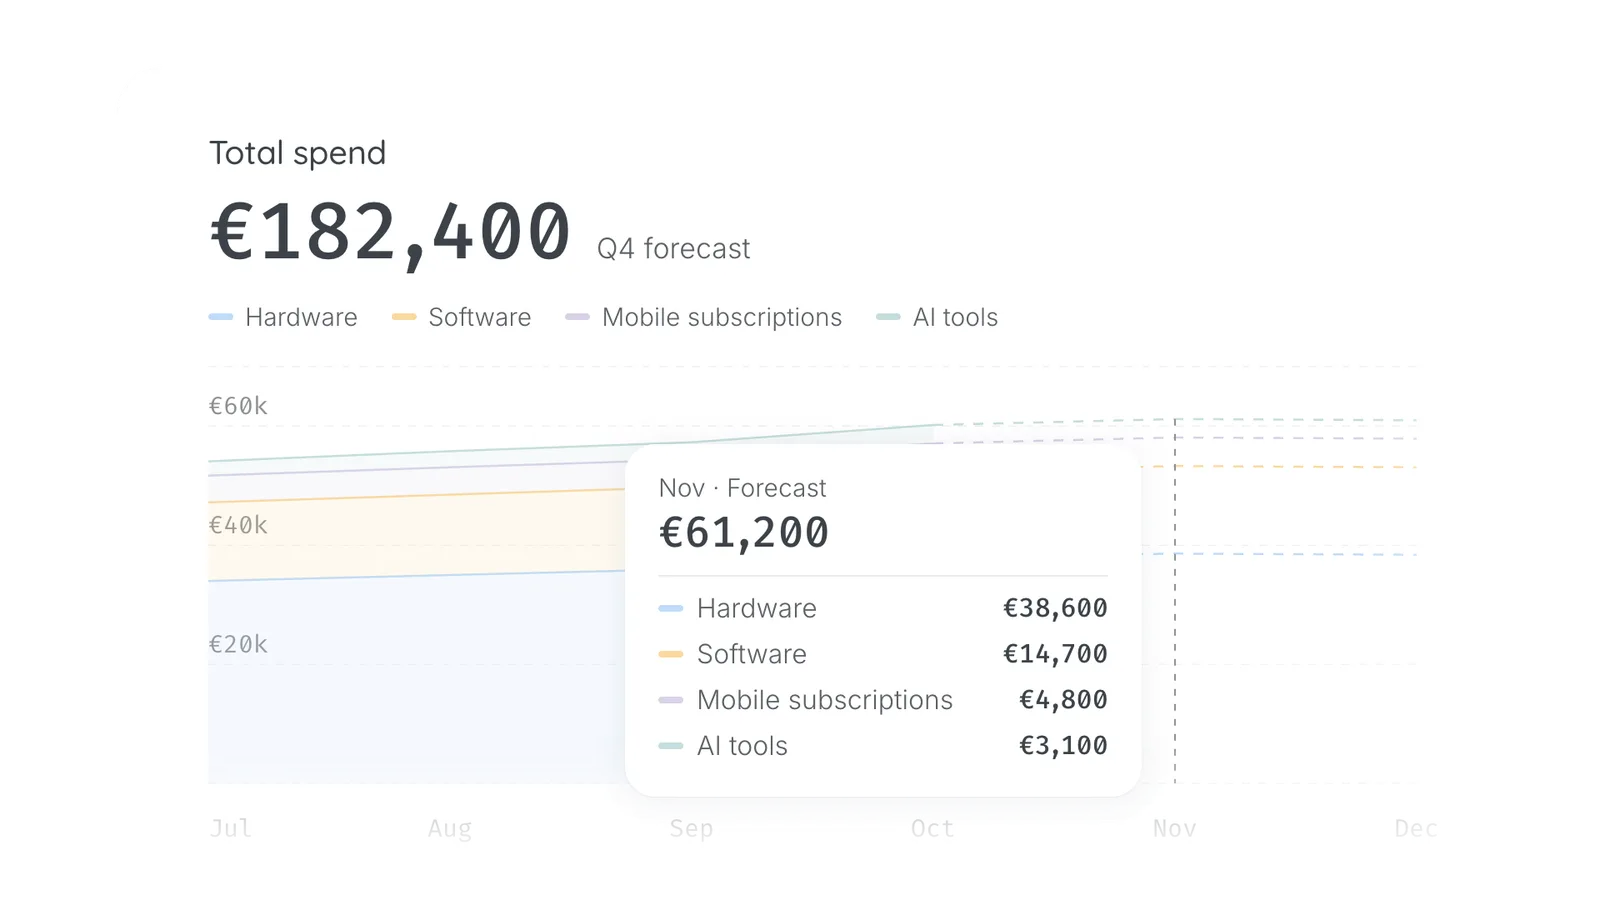 Total spend
€182,400 Q4 forecast
Hardware Software Mobile subscriptions AI tools
€60k
€40k
€20k
Nov · Forecast
€61,200
Hardware €38,600
Software €14,700
Mobile subscriptions €4,800
AI tools €3,100
Jul Aug Sep Oct Nov Dec